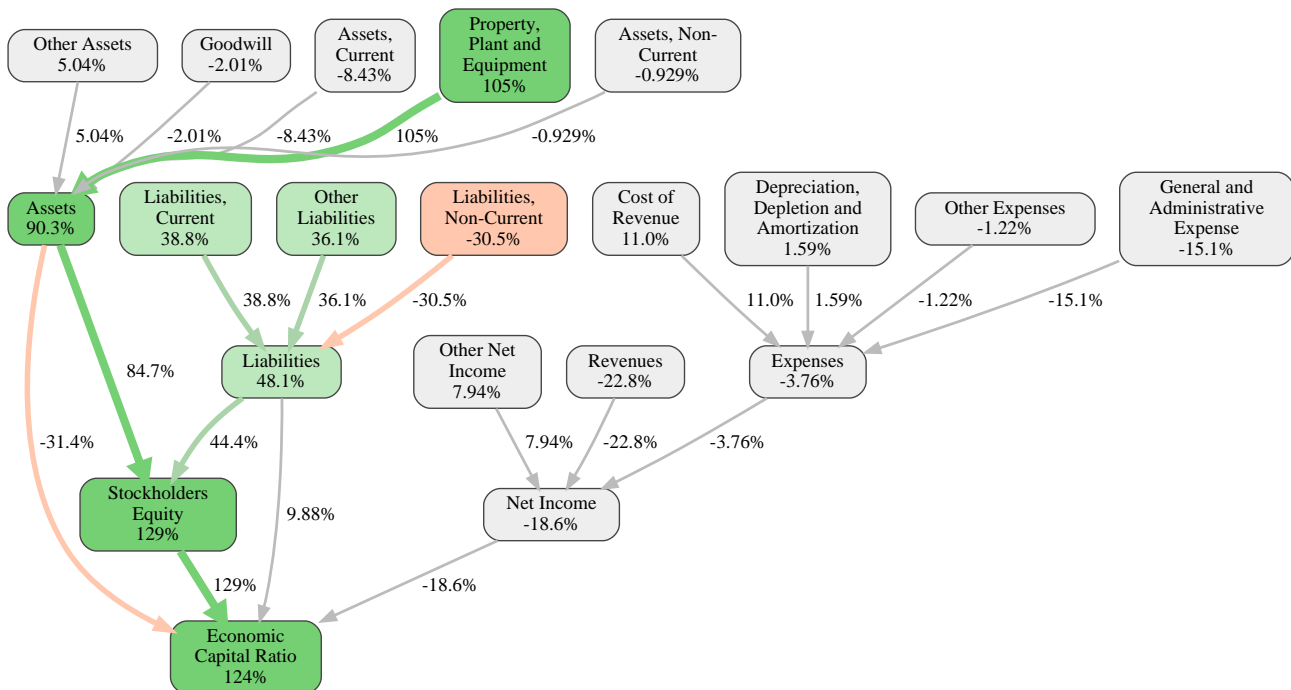 Other Assets
5.04%
Goodwill
-2.01%
Assets,
Current
-8.43%
Property,
Plant and
Equipment
105%
Assets, Non-
Current
-0.929%
5.04%
-2.01%
-8.43%
105%
-0.929%
Assets
90.3%
Liabilities,
Current
38.8%
Other
Liabilities
36.1%
Liabilities,
Non-Current
-30.5%
Cost of
Revenue
11.0%
Depreciation,
Depletion and
Amortization
1.59%
Other Expenses
-1.22%
General and
Administrative
Expense
-15.1%
38.8%
36.1%
-30.5%
11.0%
1.59%
-1.22%
-15.1%
Liabilities
48.1%
Other Net
Income
7.94%
Revenues
-22.8%
Expenses
-3.76%
84.7%
-31.4%
44.4%
7.94%
-22.8%
-3.76%
Stockholders
Equity
129%
9.88%
Net Income
-18.6%
129%
-18.6%
Economic
Capital Ratio
124%